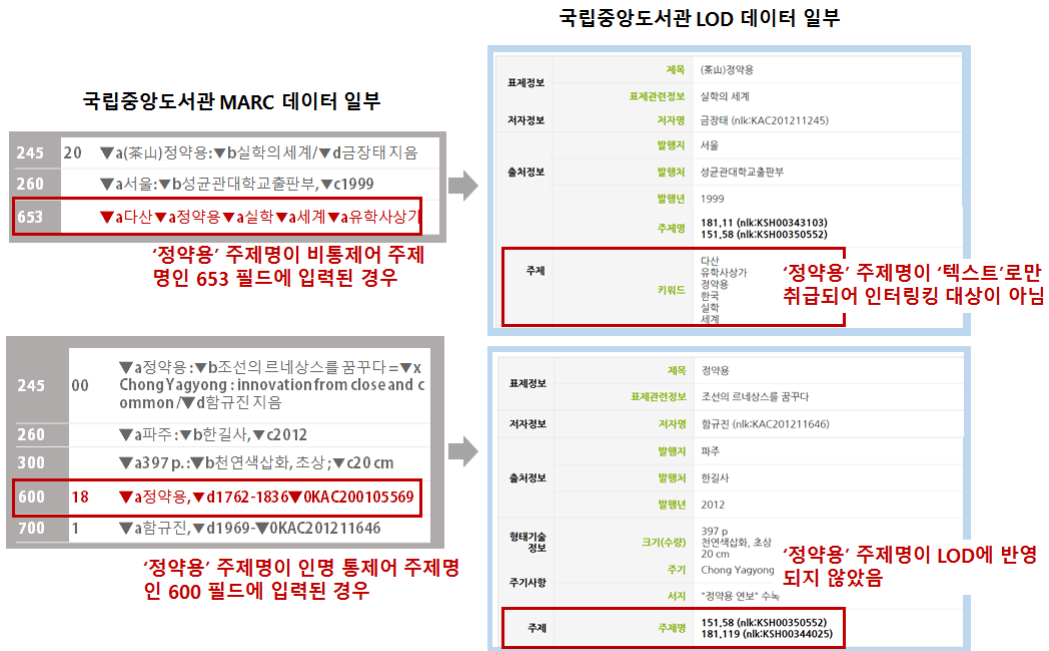 국립중앙도서관 LOD 데이터 일부
국립중앙도서관 MARC 데이터 일부
245 20 ▼a(茶山)정약용:▼b실학의세계/▼d금장태지음
260 ▼a서울:▼b성균관대학교출판부,▼c1999
653 ▼a다산▼a정약용▼a실학▼a세계▼a유학사상가
'정약용' 주제명이 비통제어 주제
명인 653 필드에 입력된 경우
표제정보
제목 (茶山)정약용
표제관련정보 실학의 세계
저자정보 저자명 금장태 (nlk:KAC201211245)
출처정보
발행지 서울
발행처 성균관대학교출판부
발행년 1999
주제
주제명 181.11 (nlk:KSH00343103)
151.58 (nlk:KSH00350552)
키워드
다산
유학사상가
정약용
한국
실학
세계
'정약용' 주제명이 '텍스트'로만
취급되어 인터링킹 대상이 아님
245 00 ▼a정약용:▼b조선의르네상스를꿈꾸다=▼x
Chong Yagyong : innovation from close and c
ommon /▼d함규진지음
260 ▼a파주:▼b한길사,▼c2012
300 ▼a397 p.:▼b천연색삽화, 초상;▼c20 cm
600 18 ▼a정약용,▼d1762-1836▼0KAC200105569
700 1 ▼a함규진,▼d1969-▼0KAC201211646
'정약용' 주제명이 인명 통제어 주제명
인 600 필드에 입력된 경우
표제정보
제목 정약용
표제관련정보 조선의 르네상스를 꿈꾸다
저자정보 저자명 함규진 (nlk:KAC201211646)
출처정보
발행지 파주
발행처 한길사
발행년 2012
형태기술
정보
크기(수량)
397 p
천연색삽화, 초상
20 cm
주기사항
주기 Chong Yagyong
서지 "정약용 연보" 수록
'정약용' 주제명이 LOD에 반영
되지 않았음
주제 주제명 151.58 (nlk:KSH00350552)
181.119 (nlk:KSH00344025)